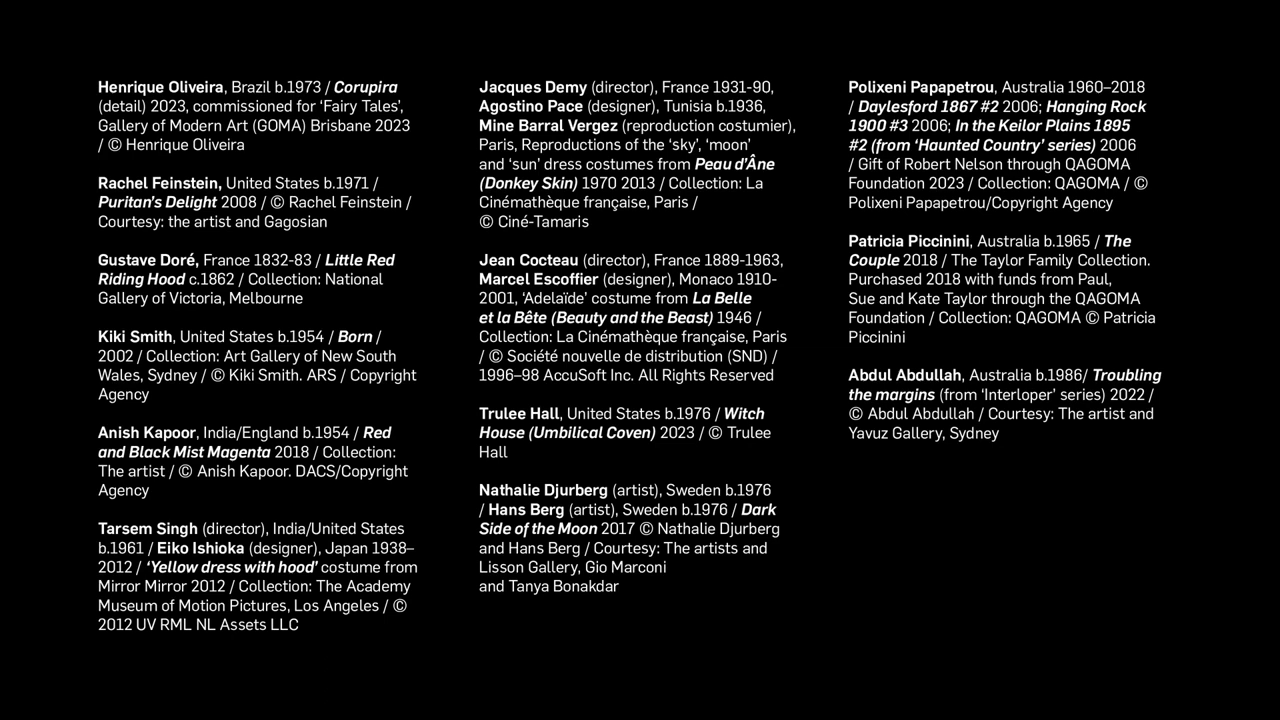 Henrique Oliveira, Brazil b.1973 / Corupira
(detail) 2023, commissioned for ‘Fairy Tales’,
Gallery of Modern Art (GOMA) Brisbane 2023
/ © Henrique Oliveira
Rachel Feinstein, United States b.1971 /
Puritan’s Delight 2008 / © Rachel Feinstein /
Courtesy: the artist and Gagosian
Gustave Doré, France 1832-83 / Little Red
Riding Hood c.1862 / Collection: National
Gallery of Victoria, Melbourne
Kiki Smith, United States b.1954 / Born /
2002 / Collection: Art Gallery of New South
Wales, Sydney / © Kiki Smith. ARS / Copyright
Agency
Anish Kapoor, India/England b.1954 / Red
and Black Mist Magenta 2018 / Collection:
The artist / © Anish Kapoor. DACS/Copyright
Agency
Tarsem Singh (director), India/United States
b.1961 / Eiko Ishioka (designer), Japan 1938–
2012 / ‘Yellow dress with hood’ costume from
Mirror Mirror 2012 / Collection: The Academy
Museum of Motion Pictures, Los Angeles / ©
2012 UV RML NL Assets LLC
Jacques Demy (director), France 1931-90,
Agostino Pace (designer), Tunisia b.1936,
Mine Barral Vergez (reproduction costumier),
Paris, Reproductions of the ‘sky’, ‘moon’
and ‘sun’ dress costumes from Peau d’Âne
(Donkey Skin) 1970 2013 / Collection: La
Cinémathèque française, Paris /
© Ciné-Tamaris
Jean Cocteau (director), France 1889-1963,
Marcel Escoffier (designer), Monaco 1910-
2001, ‘Adelaïde’ costume from La Belle
et la Bête (Beauty and the Beast) 1946 /
Collection: La Cinémathèque française, Paris
/ © Société nouvelle de distribution (SND) /
1996–98 AccuSoft Inc. All Rights Reserved
Trulee Hall, United States b.1976 / Witch
House (Umbilical Coven) 2023 / © Trulee
Hall
Nathalie Djurberg (artist), Sweden b.1976
/ Hans Berg (artist), Sweden b.1976 / Dark
Side of the Moon 2017 © Nathalie Djurberg
and Hans Berg / Courtesy: The artists and
Lisson Gallery, Gio Marconi
and Tanya Bonakdar
Polixeni Papapetrou, Australia 1960–2018
/ Daylesford 1867 #2 2006; Hanging Rock
1900 #3 2006; In the Keilor Plains 1895
#2 (from ‘Haunted Country’ series) 2006
/ Gift of Robert Nelson through QAGOMA
Foundation 2023 / Collection: QAGOMA / ©
Polixeni Papapetrou/Copyright Agency
Patricia Piccinini, Australia b.1965 / The
Couple 2018 / The Taylor Family Collection.
Purchased 2018 with funds from Paul,
Sue and Kate Taylor through the QAGOMA
Foundation / Collection: QAGOMA © Patricia
Piccinini
Abdul Abdullah, Australia b.1986/ Troubling
the margins (from ‘Interloper’ series) 2022 /
© Abdul Abdullah / Courtesy: The artist and
Yavuz Gallery, Sydney